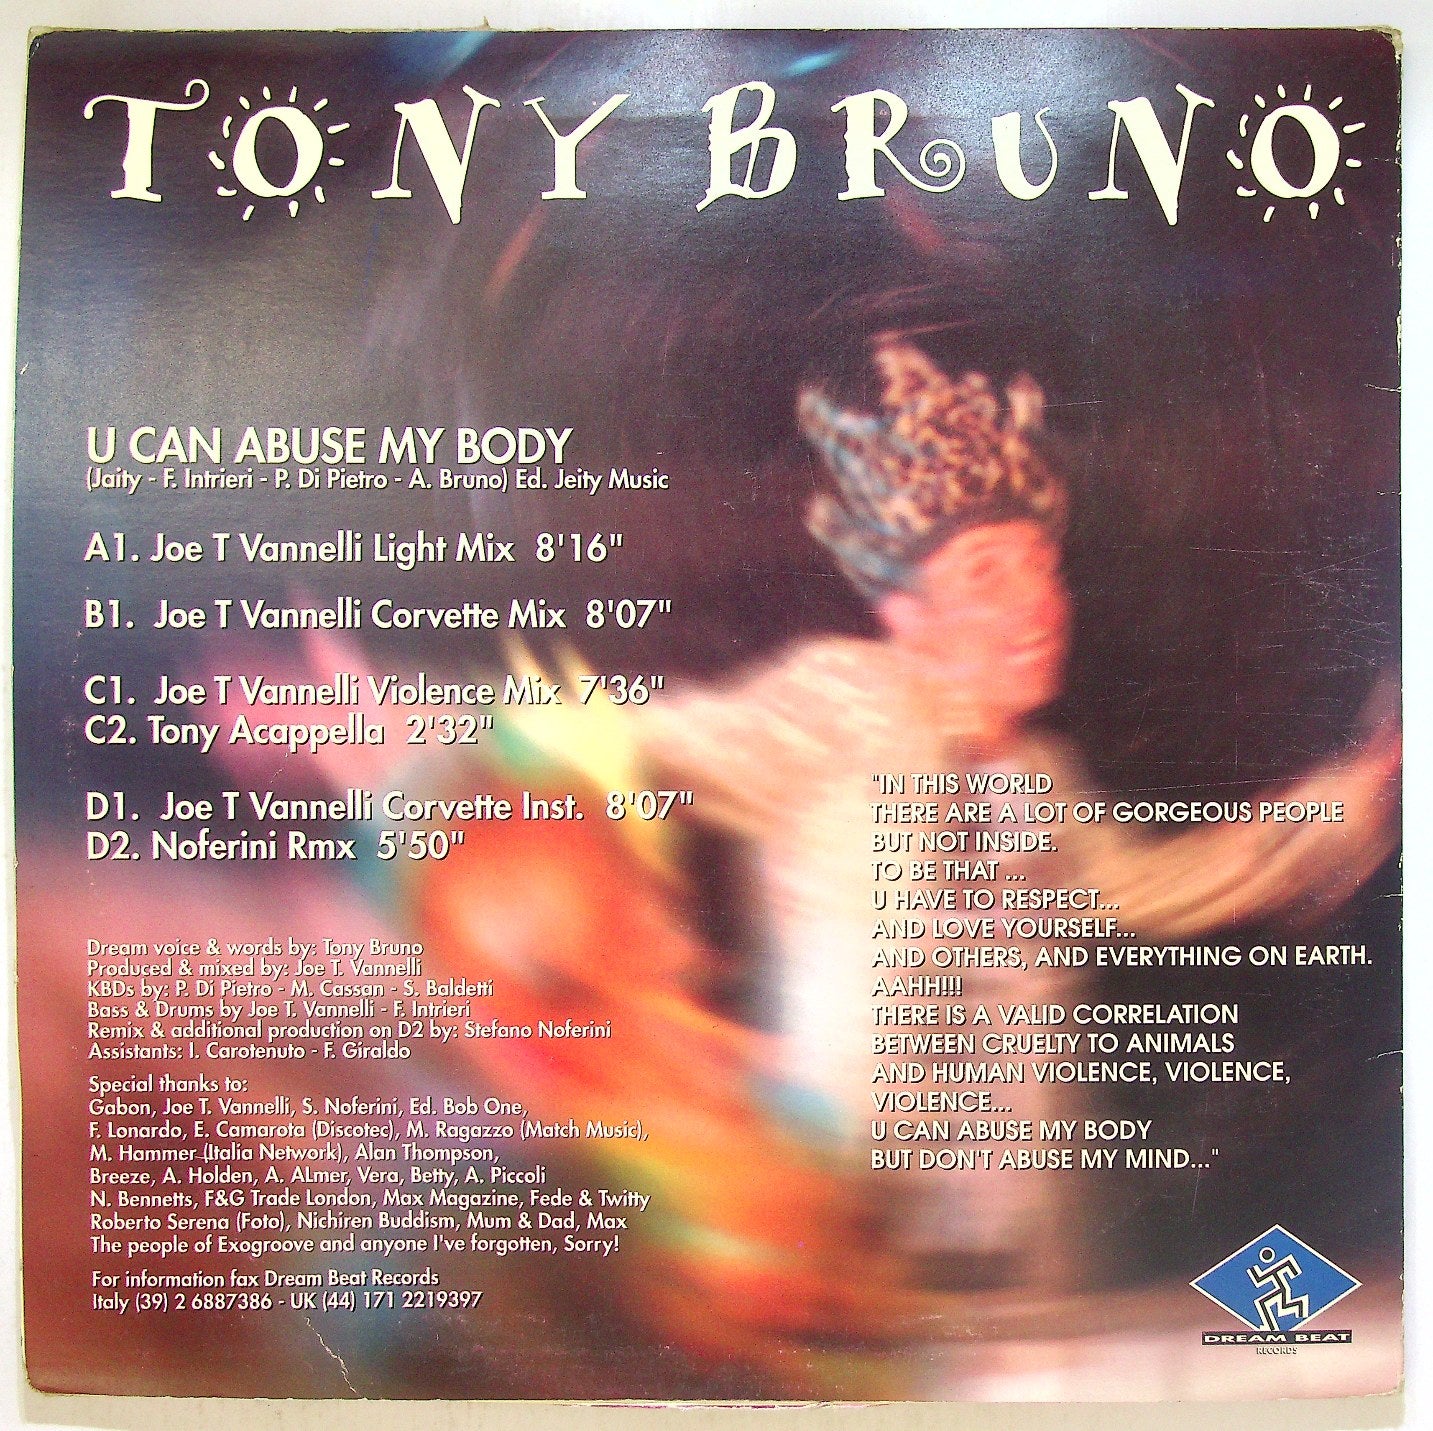 TONY BRUNO
U CAN ABUSE MY BODY
(Jaity - F. Intrieri - P. Di Pietro - A. Bruno) Ed. Jeity Music
A1. Joe T Vannelli Light Mix 8'16"
B1. Joe T Vannelli Corvette Mix 8'07"
C1. Joe T Vannelli Violence Mix 7'36"
C2. Tony Acappella 2'32"
D1. Joe T Vannelli Corvette Inst. 8'07"
D2. Noferini Rmx 5'50"
Dream voice & words by: Tony Bruno
Produced & mixed by: Joe T. Vannelli
KBDs by: P. Di Pietro - M. Cassan - S. Baldetti
Bass & Drums by Joe T. Vannelli - F. Intrieri
Remix & additional production on D2 by: Stefano Noferini
Assistants: I. Carotenuto - F. Giraldo
Special thanks to:
Gabon, Joe T. Vannelli, S. Noferini, Ed. Bob One,
F. Lonardo, E. Camarota (Discotec), M. Ragazzo (Match Music),
M. Hammer (Italia Network), Alan Thompson,
Breeze, A. Holden, A. ALmer, Vera, Betty, A. Piccoli
N. Bennetts, F&G Trade London, Max Magazine, Fede & Twitty
Roberto Serena (Foto), Nichiren Buddism, Mum & Dad, Max
The people of Exogroove and anyone I've forgotten, Sorry!
For information fax Dream Beat Records
Italy (39) 2 6887386 - UK (44) 171 2219397
"IN THIS WORLD
THERE ARE A LOT OF GORGEOUS PEOPLE
BUT NOT INSIDE.
TO BE THAT ...
U HAVE TO RESPECT...
AND LOVE YOURSELF...
AND OTHERS, AND EVERYTHING ON EARTH.
AAHH!!!
THERE IS A VALID CORRELATION
BETWEEN CRUELTY TO ANIMALS
AND HUMAN VIOLENCE, VIOLENCE,
VIOLENCE...
U CAN ABUSE MY BODY
BUT DON'T ABUSE MY MIND..."
DREAM BEAT
RECORDS